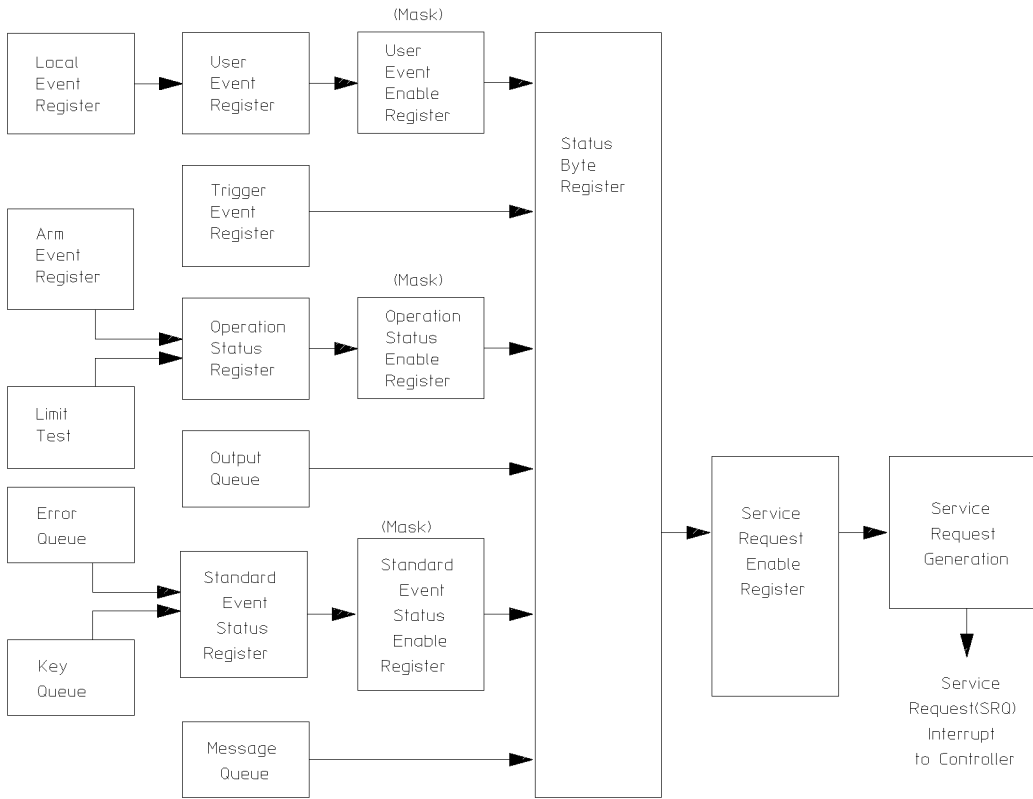 Local
Event
Register
User
Event
Register
(Mask)
User
Event
Enable
Register
Trigger
Event
Register
Arm
Event
Register
Operation
Status
Register
(Mask)
Operation
Status
Enable
Register
Limit
Test
Output
Queue
Error
Queue
Standard
Event
Status
Register
(Mask)
Standard
Event
Status
Enable
Register
Key
Queue
Message
Queue
Status
Byte
Register
Service
Request
Enable
Register
Service
Request
Generation
Service
Request(SRQ)
Interrupt
to Controller